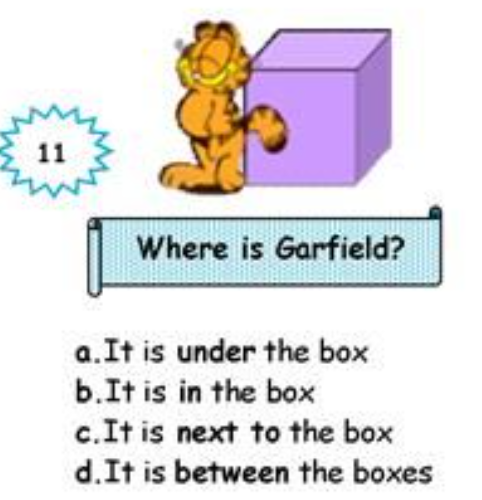 11
Where is Garfield?
a.It is under the box
b.It is in the box
c.It is next to the box
d.It is between the boxes